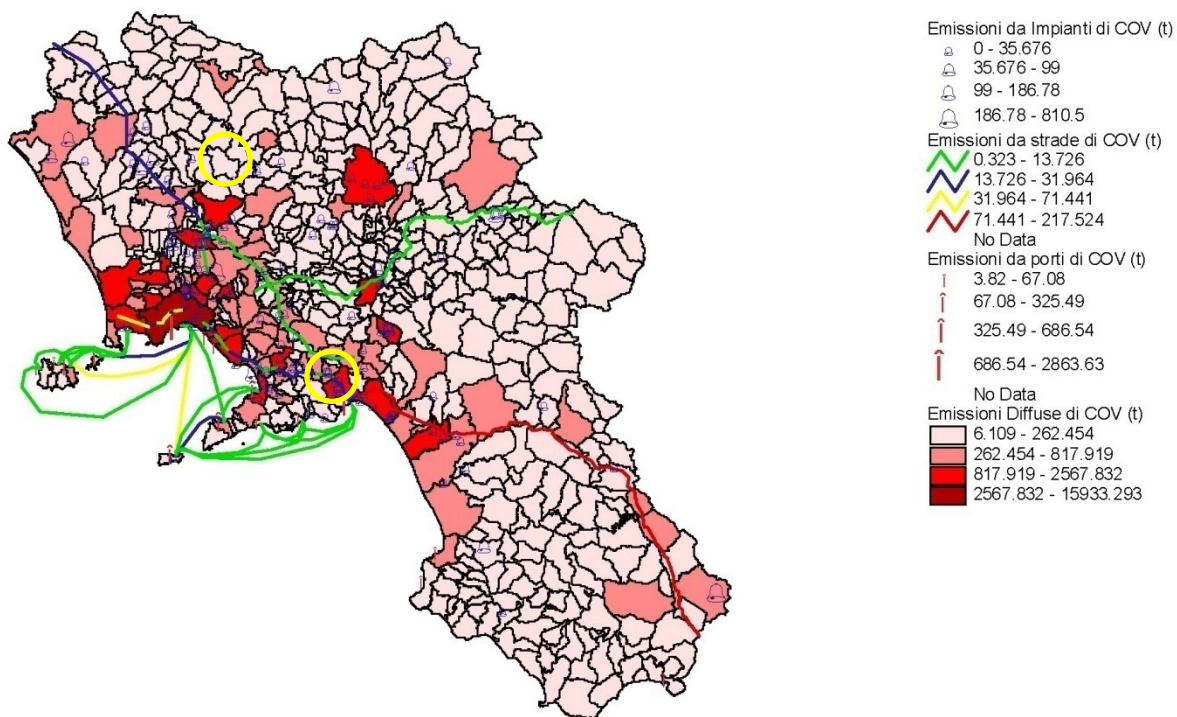 Emissioni da Impianti di COV (t)
0 - 35.676
35.676 - 99
99 - 186.78
186.78 - 810.5
Emissioni da strade di COV (t)
0.323 - 13.726
13.726 - 31.964
31.964 - 71.441
71.441 - 217.524
No Data
Emissioni da porti di COV (t)
3.82 - 67.08
67.08 - 325.49
325.49 - 686.54
686.54 - 2863.63
No Data
Emissioni Diffuse di COV (t)
6.109 - 262.454
262.454 - 817.919
817.919 - 2567.832
2567.832 - 15933.293